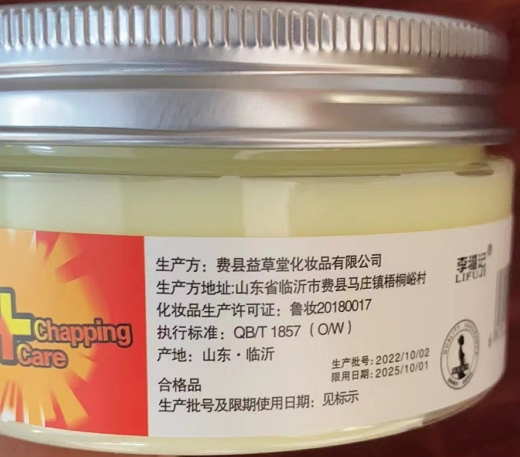 生产方：费县益草堂化妆品有限公司
生产方地址:山东省临沂市费县马庄镇梧桐峪村
化妆品生产许可证：鲁妆20180017
执行标准：QB/T 1857（O/W）
产地：山东·临沂
生产批号: 2022/10/02
限用日期: 2025/10/01
合格品
生产批号及限期使用日期：见标示
李福记®
LIFUJI
Chapping
Care